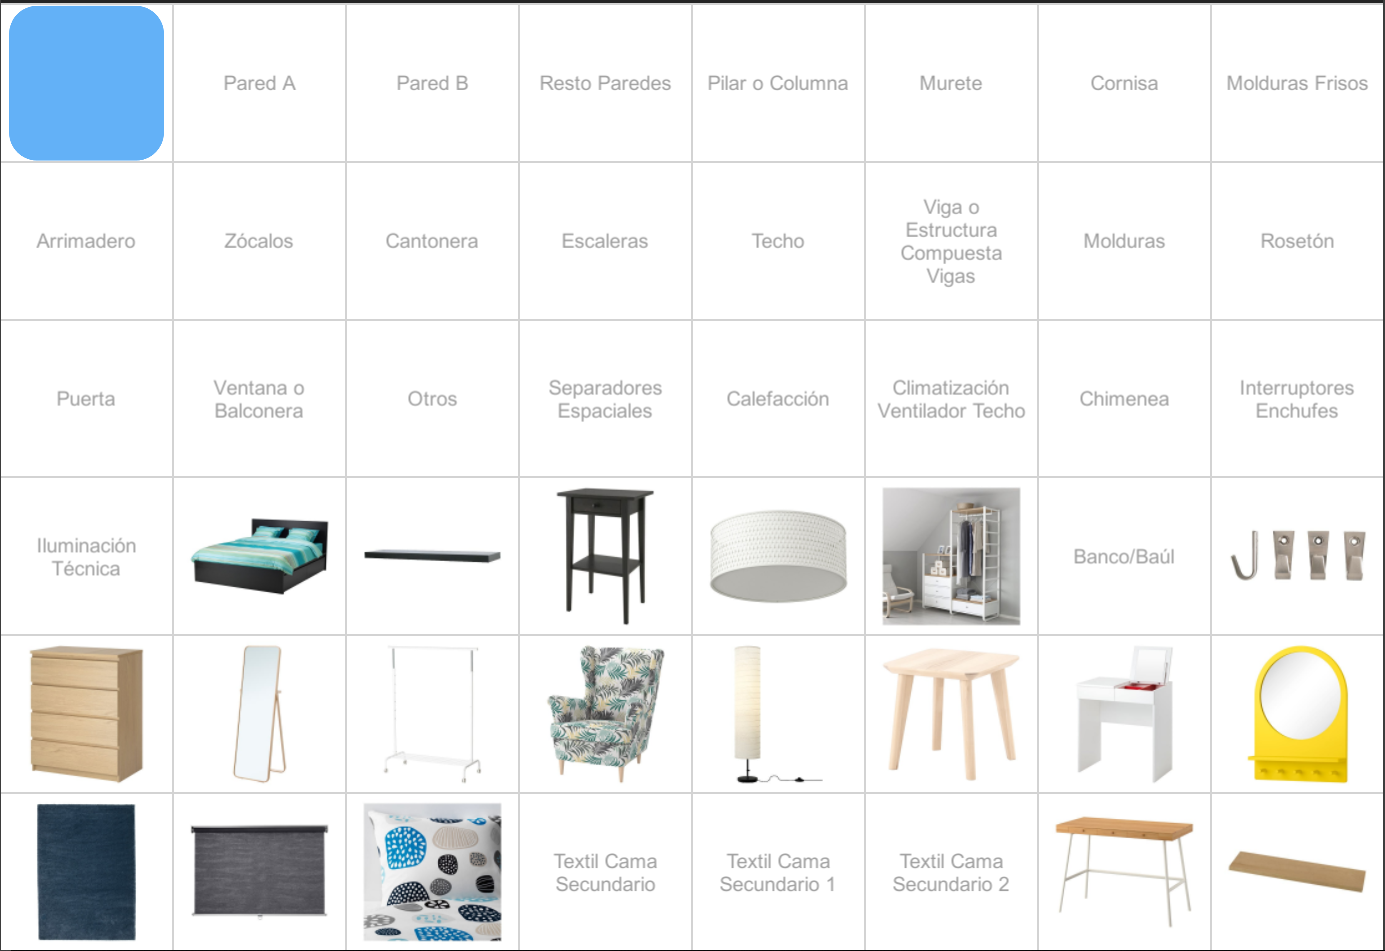 Pared A
Pared B
Resto Paredes
Pilar o Columna
Murete
Cornisa
Molduras Frisos
Arrimadero
Zócalos
Cantonera
Escaleras
Techo
Viga o
Estructura
Compuesta
Vigas
Molduras
Rosetón
Puerta
Ventana o
Balconera
Otros
Separadores
Espaciales
Calefacción
Climatización
Ventilador Techo
Chimenea
Interruptores
Enchufes
Iluminación
Técnica
Banco/Baúl
Textil Cama
Secundario
Textil Cama
Secundario 1
Textil Cama
Secundario 2